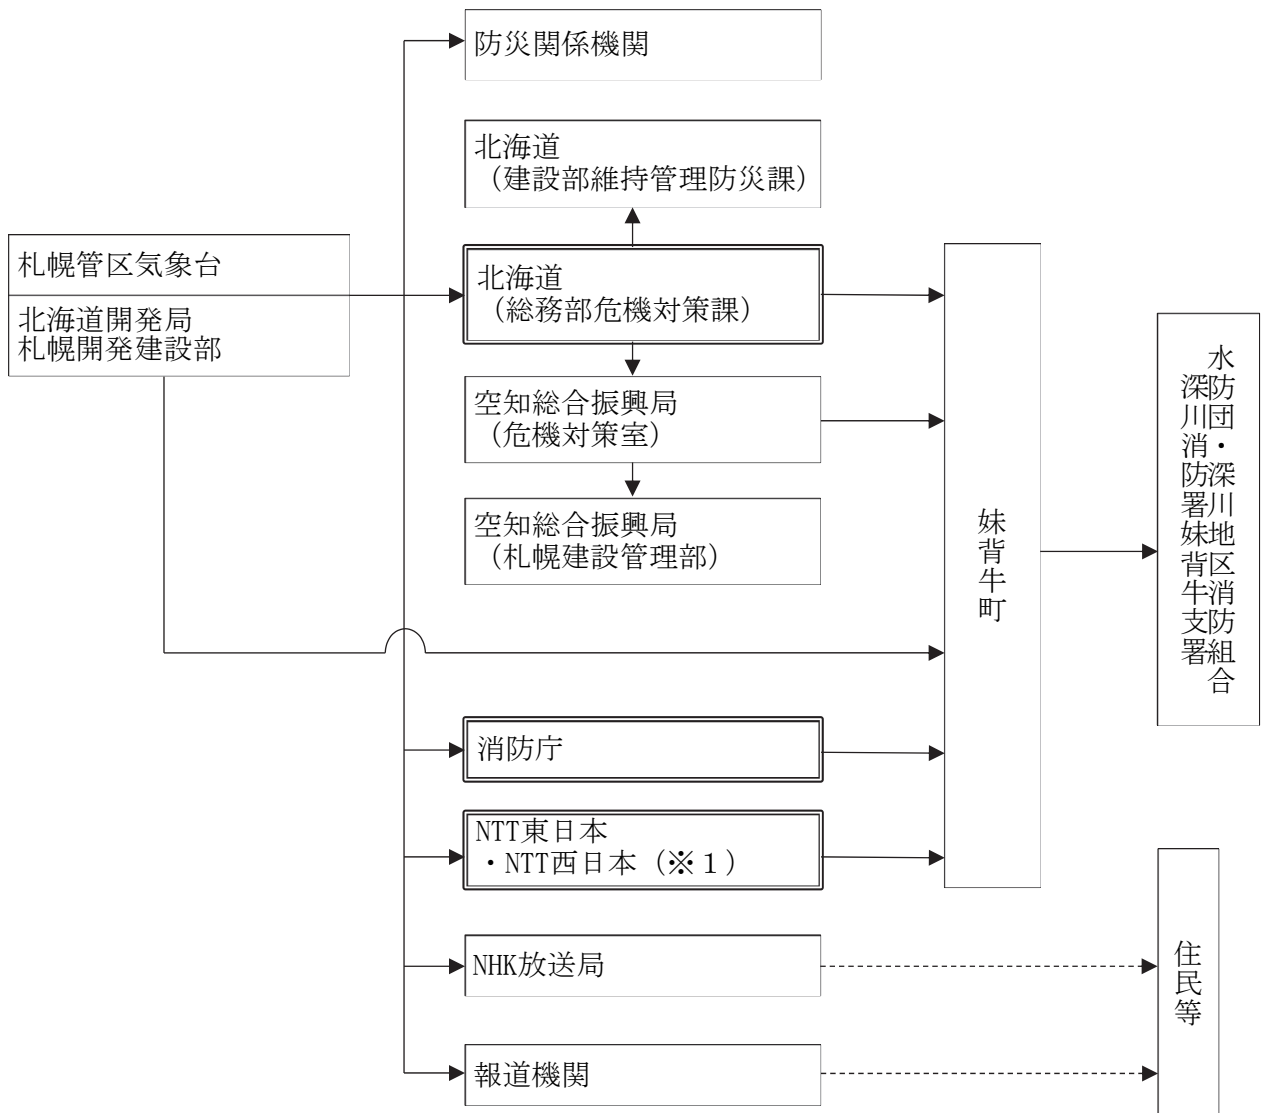 防災関係機関
北海道
（建設部維持管理防災課）
札幌管区気象台
北海道開発局
札幌開発建設部
北海道
（総務部危機対策課）
空知総合振興局
（危機対策室）
空知総合振興局
（札幌建設管理部）
消防庁
NTT東日本
・NTT西日本（※１）
NHK放送局
報道機関
妹背牛町
水防団・深川地区消防組合
深川消防署妹背牛支署
住民等